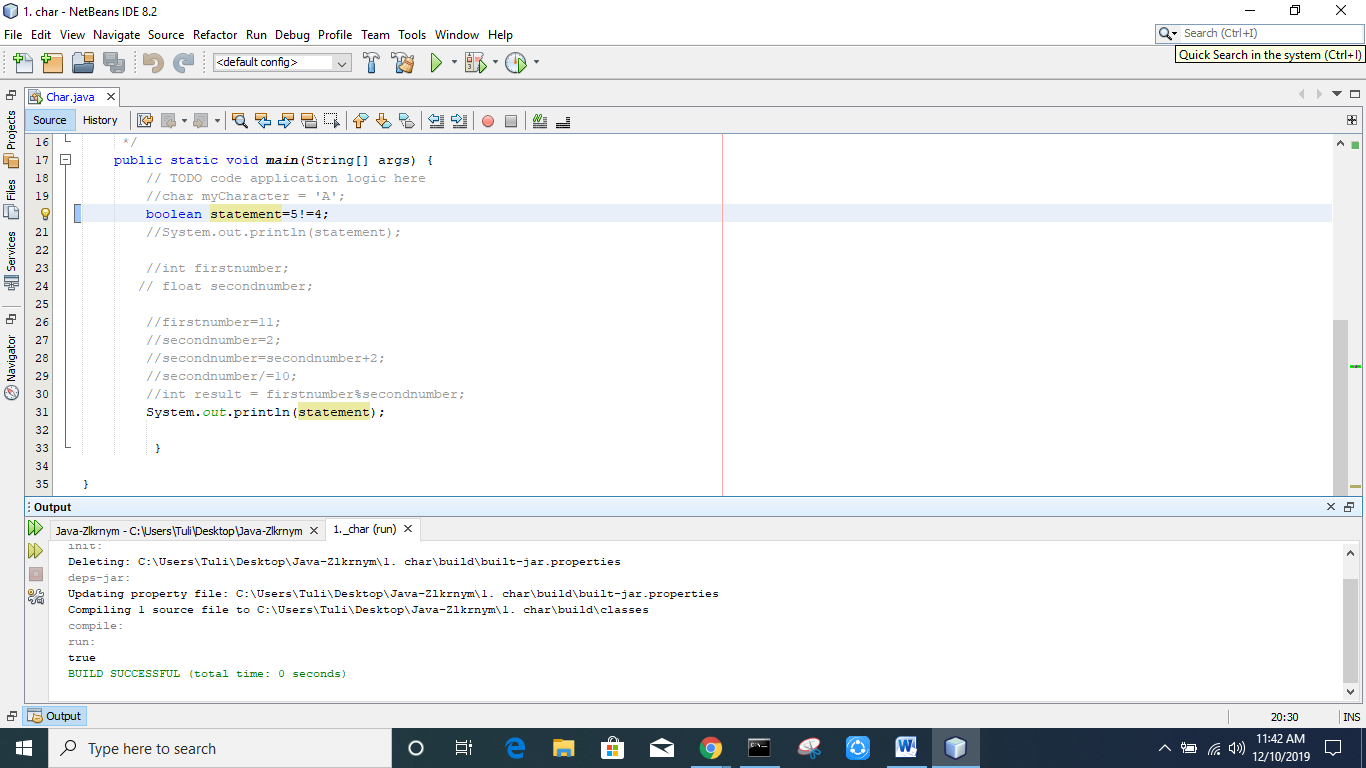 1. char - NetBeans IDE 8.2
File Edit View Navigate Source Refactor Run Debug Profile Team Tools Window Help
Search (Ctrl+I)
Quick Search in the system (Ctrl+I)
<default config>
Char.java
Source History
Projects
Files
Services
Navigator
16 */
17 public static void main(String[] args) {
18 // TODO code application logic here
19 //char myCharacter = 'A';
boolean statement=5!=4;
21 //System.out.println(statement);
22
23 //int firstnumber;
24 // float secondnumber;
25
26 //firstnumber=11;
27 //secondnumber=2;
28 //secondnumber=secondnumber+2;
29 //secondnumber/=10;
30 //int result = firstnumber%secondnumber;
31 System.out.println(statement);
32
33 }
34
35 }
Output
Java-Zlkrnym - C:\Users\Tuli\Desktop\Java-Zlkrnym
1._char (run)
init:
Deleting: C:\Users\Tuli\Desktop\Java-Zlkrnym\1. char\build\built-jar.properties
deps-jar:
Updating property file: C:\Users\Tuli\Desktop\Java-Zlkrnym\1. char\build\built-jar.properties
Compiling 1 source file to C:\Users\Tuli\Desktop\Java-Zlkrnym\1. char\build\classes
compile:
run:
true
BUILD SUCCESSFUL (total time: 0 seconds)
Output
20:30 INS
Type here to search
11:42 AM
12/10/2019